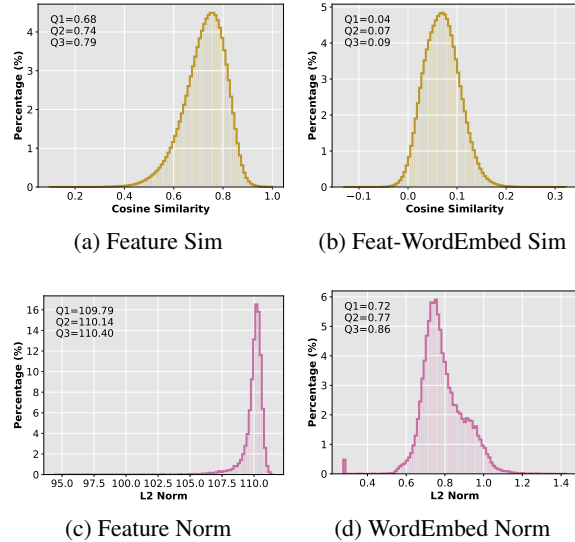 Q1=0.68
Q2=0.74
Q3=0.79
Percentage (%)
4
3
2
1
0
0.2 0.4 0.6 0.8 1.0
Cosine Similarity
(a) Feature Sim
Q1=0.04
Q2=0.07
Q3=0.09
Percentage (%)
5
4
3
2
1
0
−0.1 0.0 0.1 0.2 0.3
Cosine Similarity
(b) Feat-WordEmbed Sim
Q1=109.79
Q2=110.14
Q3=110.40
Percentage (%)
16
14
12
10
8
6
4
2
0
95.0 97.5 100.0 102.5 105.0 107.5 110.0
L2 Norm
(c) Feature Norm
Q1=0.72
Q2=0.77
Q3=0.86
Percentage (%)
6
5
4
3
2
1
0
0.4 0.6 0.8 1.0 1.2 1.4
L2 Norm
(d) WordEmbed Norm